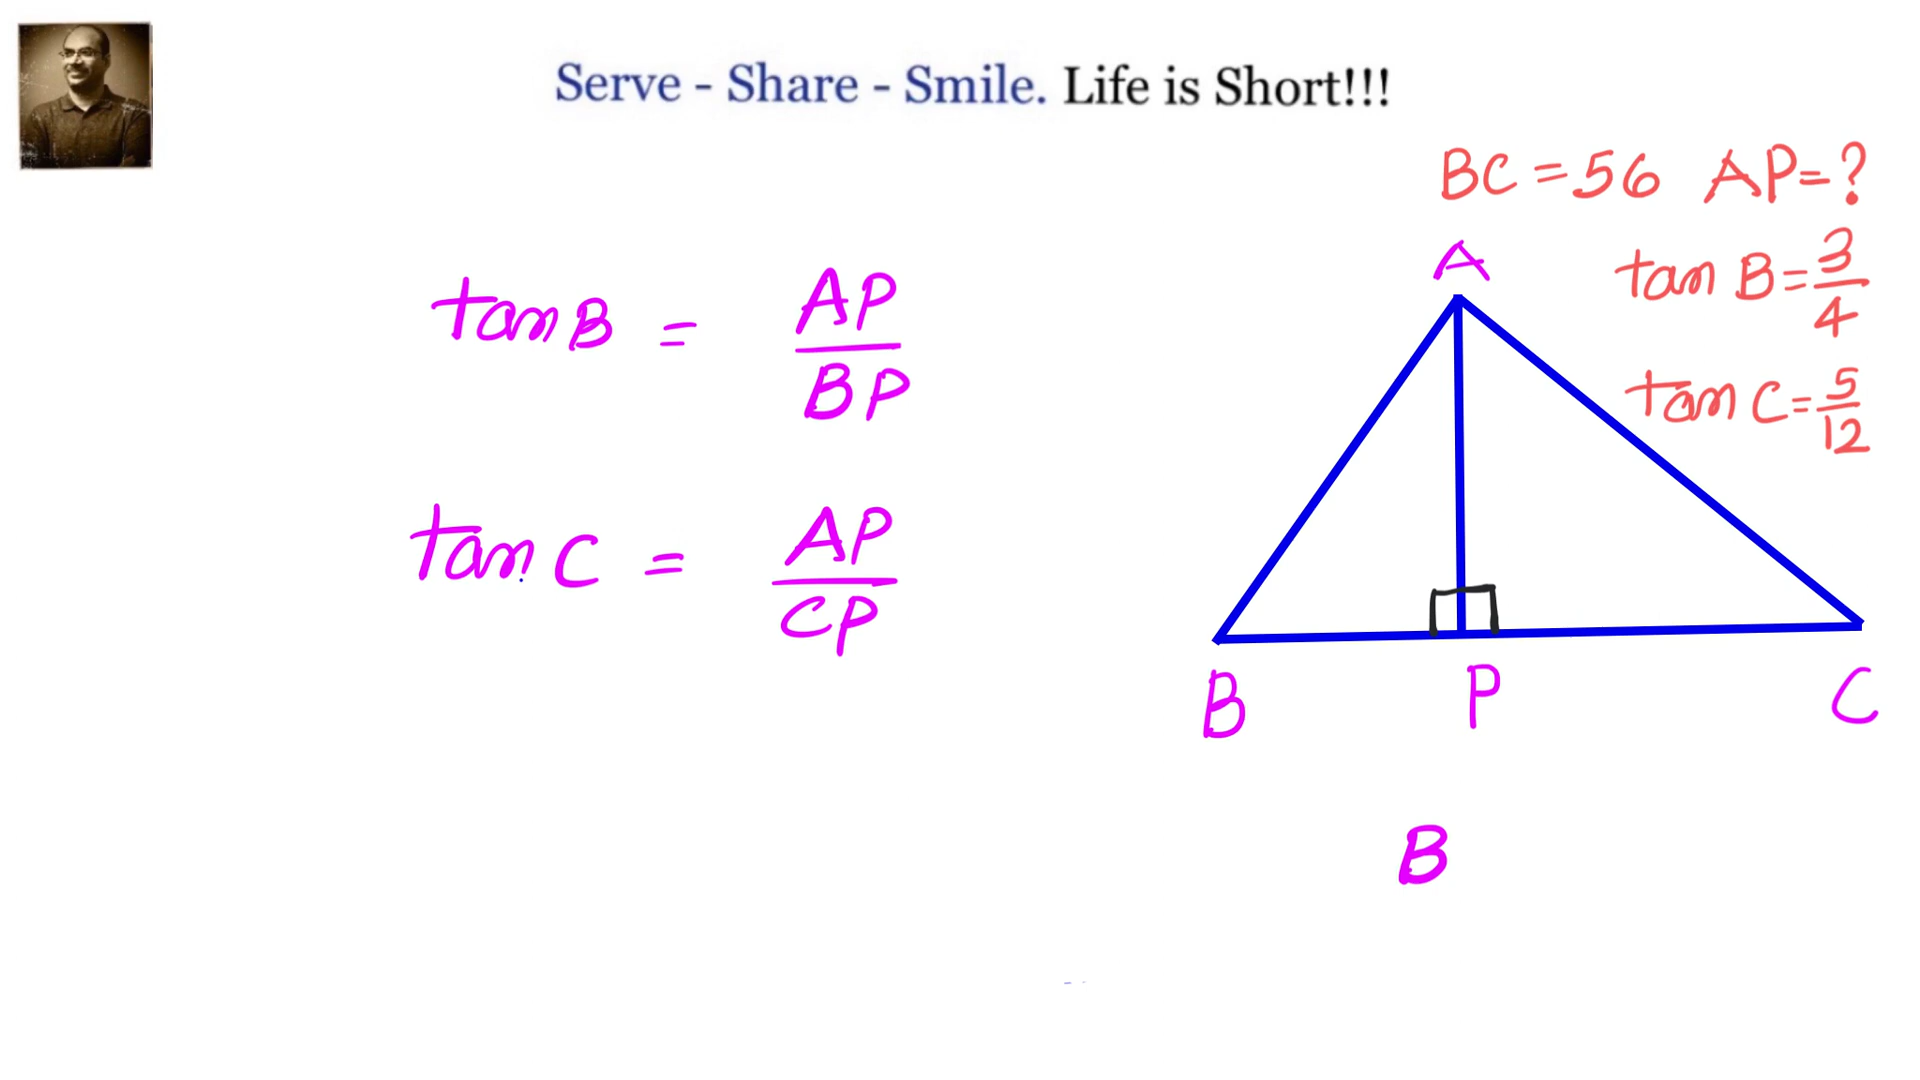 Serve - Share - Smile. Life is Short!!!
BC = 56 AP = ?
tan B = 3/4
tan C = 5/12
tan B = AP/BP
tan C = AP/CP
A
B P C
B